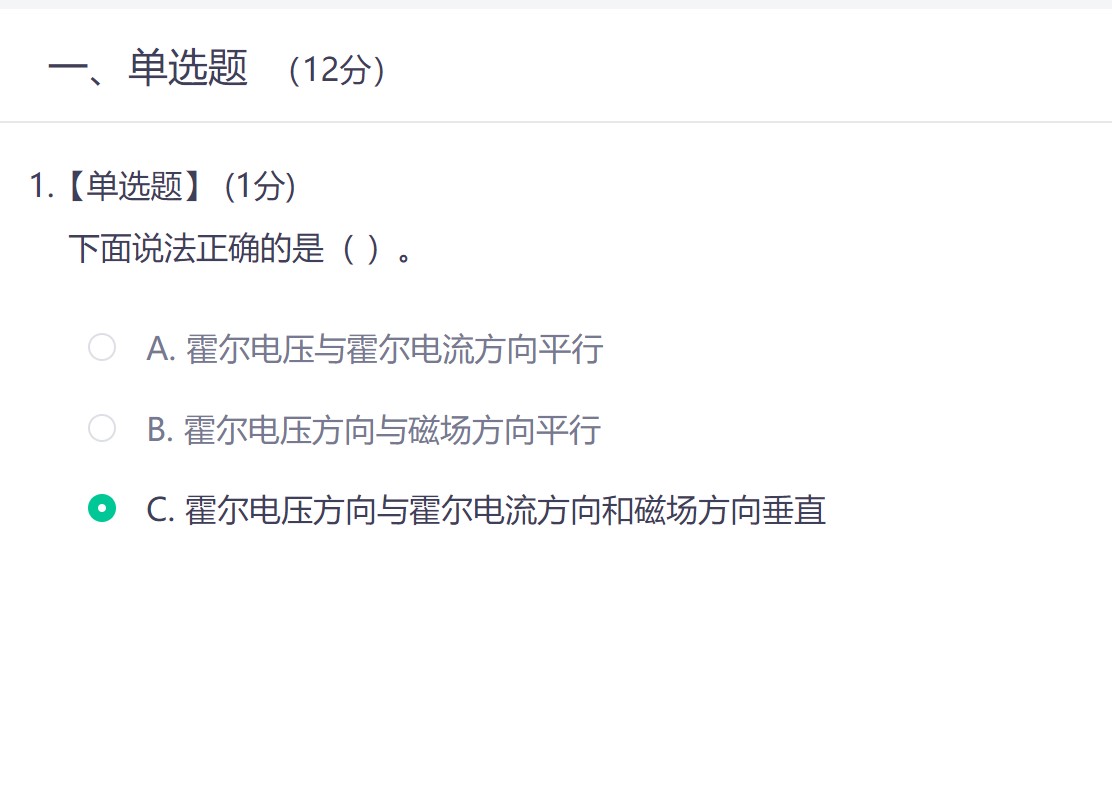 一、单选题 （12分）
1.【单选题】 (1分)
下面说法正确的是（ ）。
A. 霍尔电压与霍尔电流方向平行
B. 霍尔电压方向与磁场方向平行
C. 霍尔电压方向与霍尔电流方向和磁场方向垂直